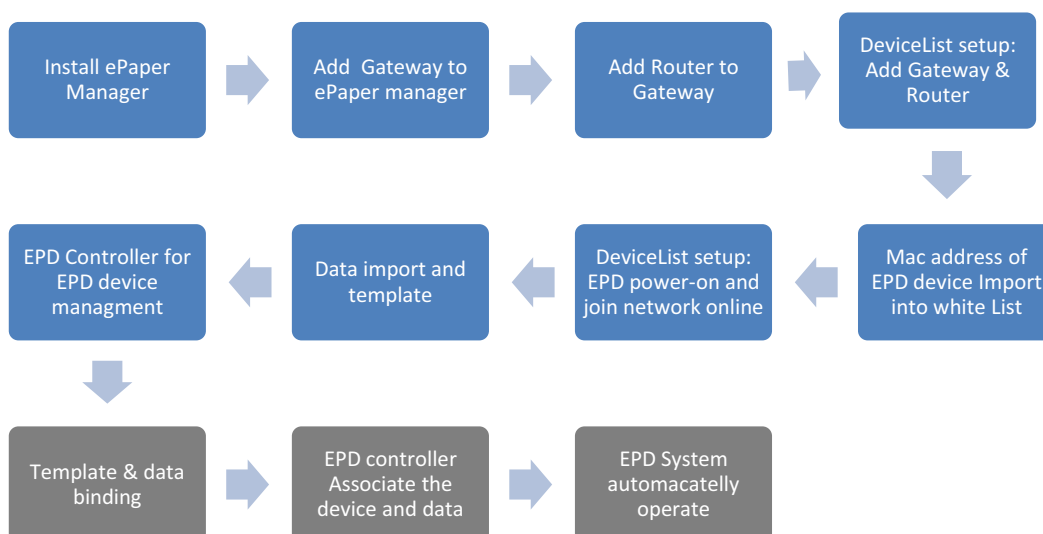 Install ePaper
Manager
Add Gateway to
ePaper manager
Add Router to
Gateway
DeviceList setup:
Add Gateway &
Router
Mac address of
EPD device Import
into white List
DeviceList setup:
EPD power-on and
join network online
Data import and
template
EPD Controller for
EPD device
managment
Template & data
binding
EPD controller
Associate the
device and data
EPD System
automacatelly
operate